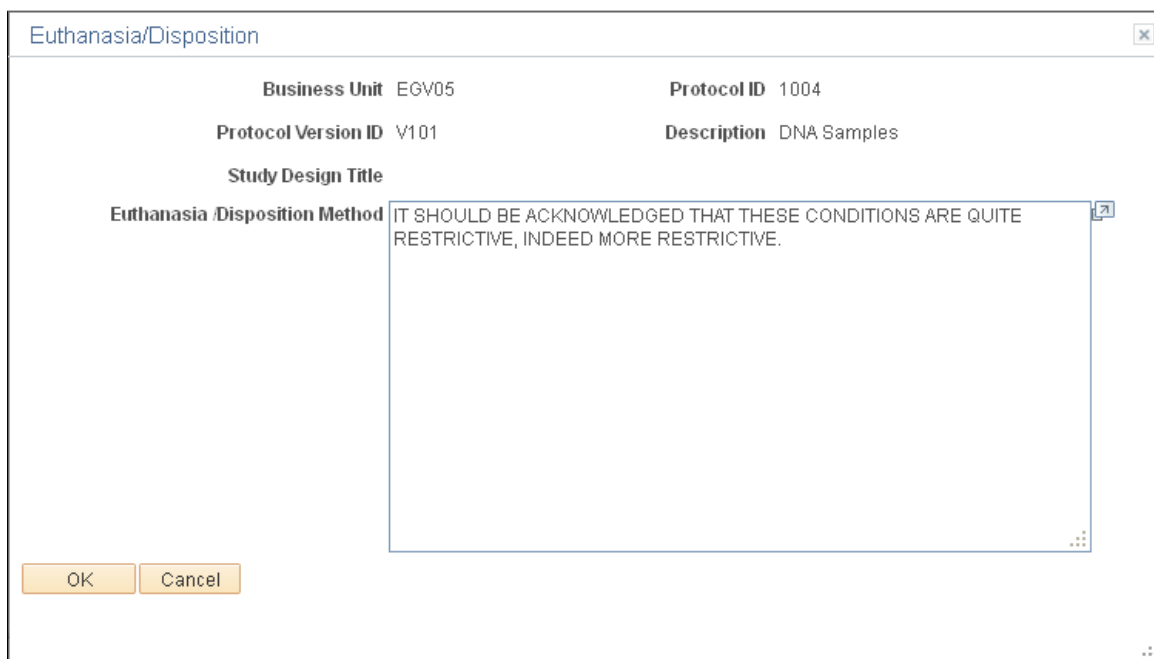 Euthanasia/Disposition
Business Unit EGV05 Protocol ID 1004
Protocol Version ID V101 Description DNA Samples
Study Design Title
Euthanasia /Disposition Method IT SHOULD BE ACKNOWLEDGED THAT THESE CONDITIONS ARE QUITE
RESTRICTIVE, INDEED MORE RESTRICTIVE.
OK Cancel